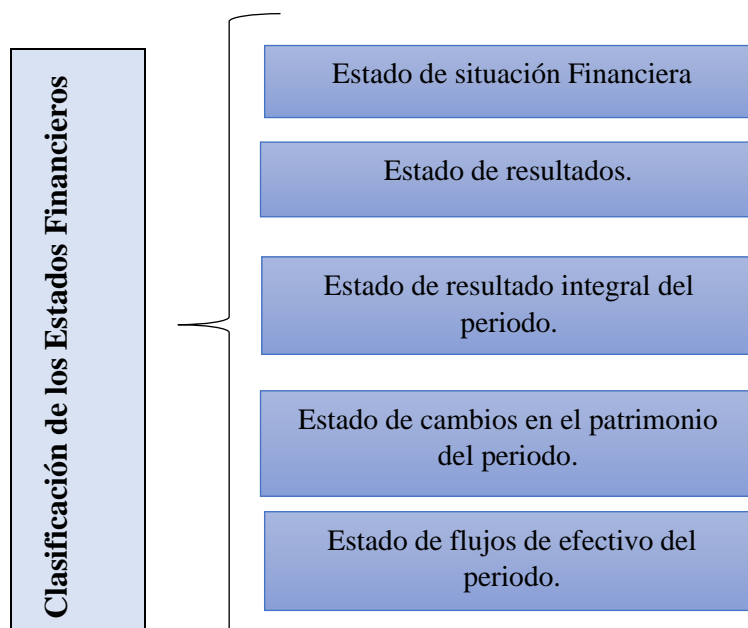 Clasificación de los Estados Financieros
Estado de situación Financiera
Estado de resultados.
Estado de resultado integral del
periodo.
Estado de cambios en el patrimonio
del periodo.
Estado de flujos de efectivo del
periodo.